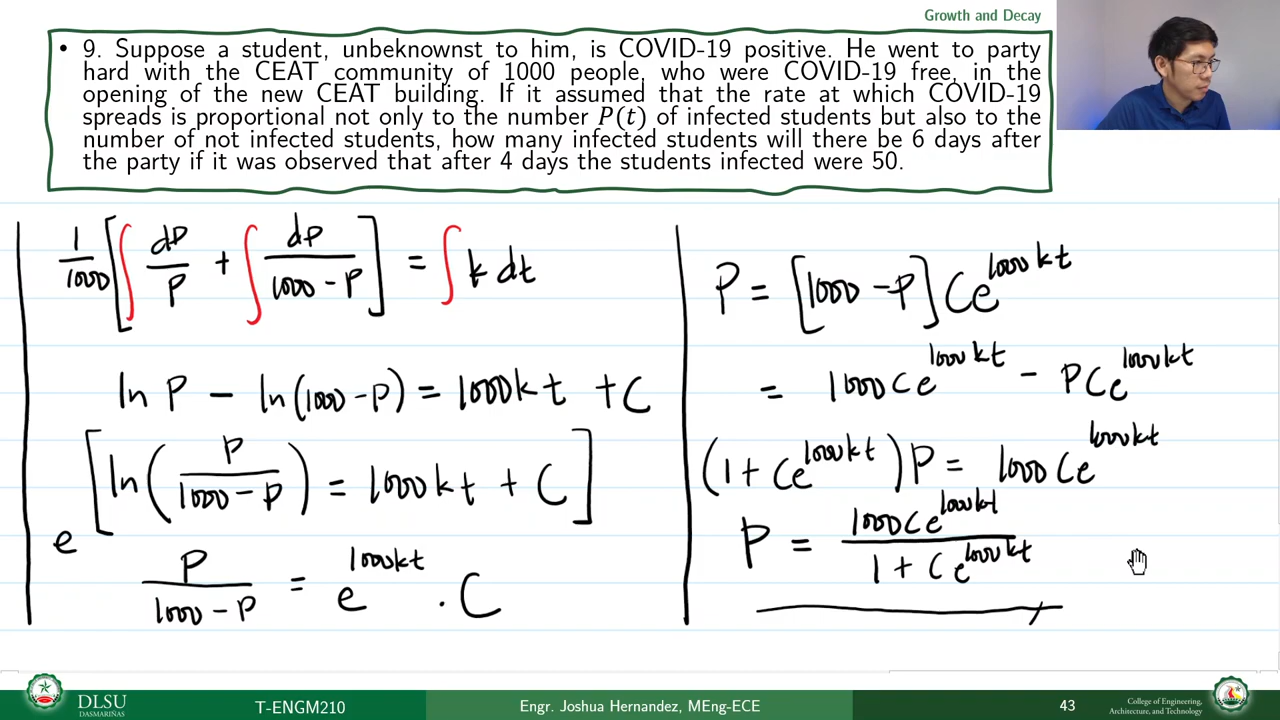 Growth and Decay
• 9. Suppose a student, unbeknownst to him, is COVID-19 positive. He went to party
hard with the CEAT community of 1000 people, who were COVID-19 free, in the
opening of the new CEAT building. If it assumed that the rate at which COVID-19
spreads is proportional not only to the number P(t) of infected students but also to the
number of not infected students, how many infected students will there be 6 days after
the party if it was observed that after 4 days the students infected were 50.
1/1000 [∫ dP/P + ∫ dP/(1000 - P)] = ∫ k dt
ln P - ln(1000 - P) = 1000kt + C
e [ln(P/(1000 - P)) = 1000kt + C]
P/(1000 - P) = e^{1000kt} . C
P = [1000 - P] Ce^{1000kt}
= 1000Ce^{1000kt} - PCe^{1000kt}
(1 + Ce^{1000kt})P = 1000Ce^{1000kt}
P = 1000Ce^{1000kt}/(1 + Ce^{1000kt})
DLSU
DASMARIÑAS
T-ENGM210
Engr. Joshua Hernandez, MEng-ECE
43
College of Engineering,
Architecture, and Technology